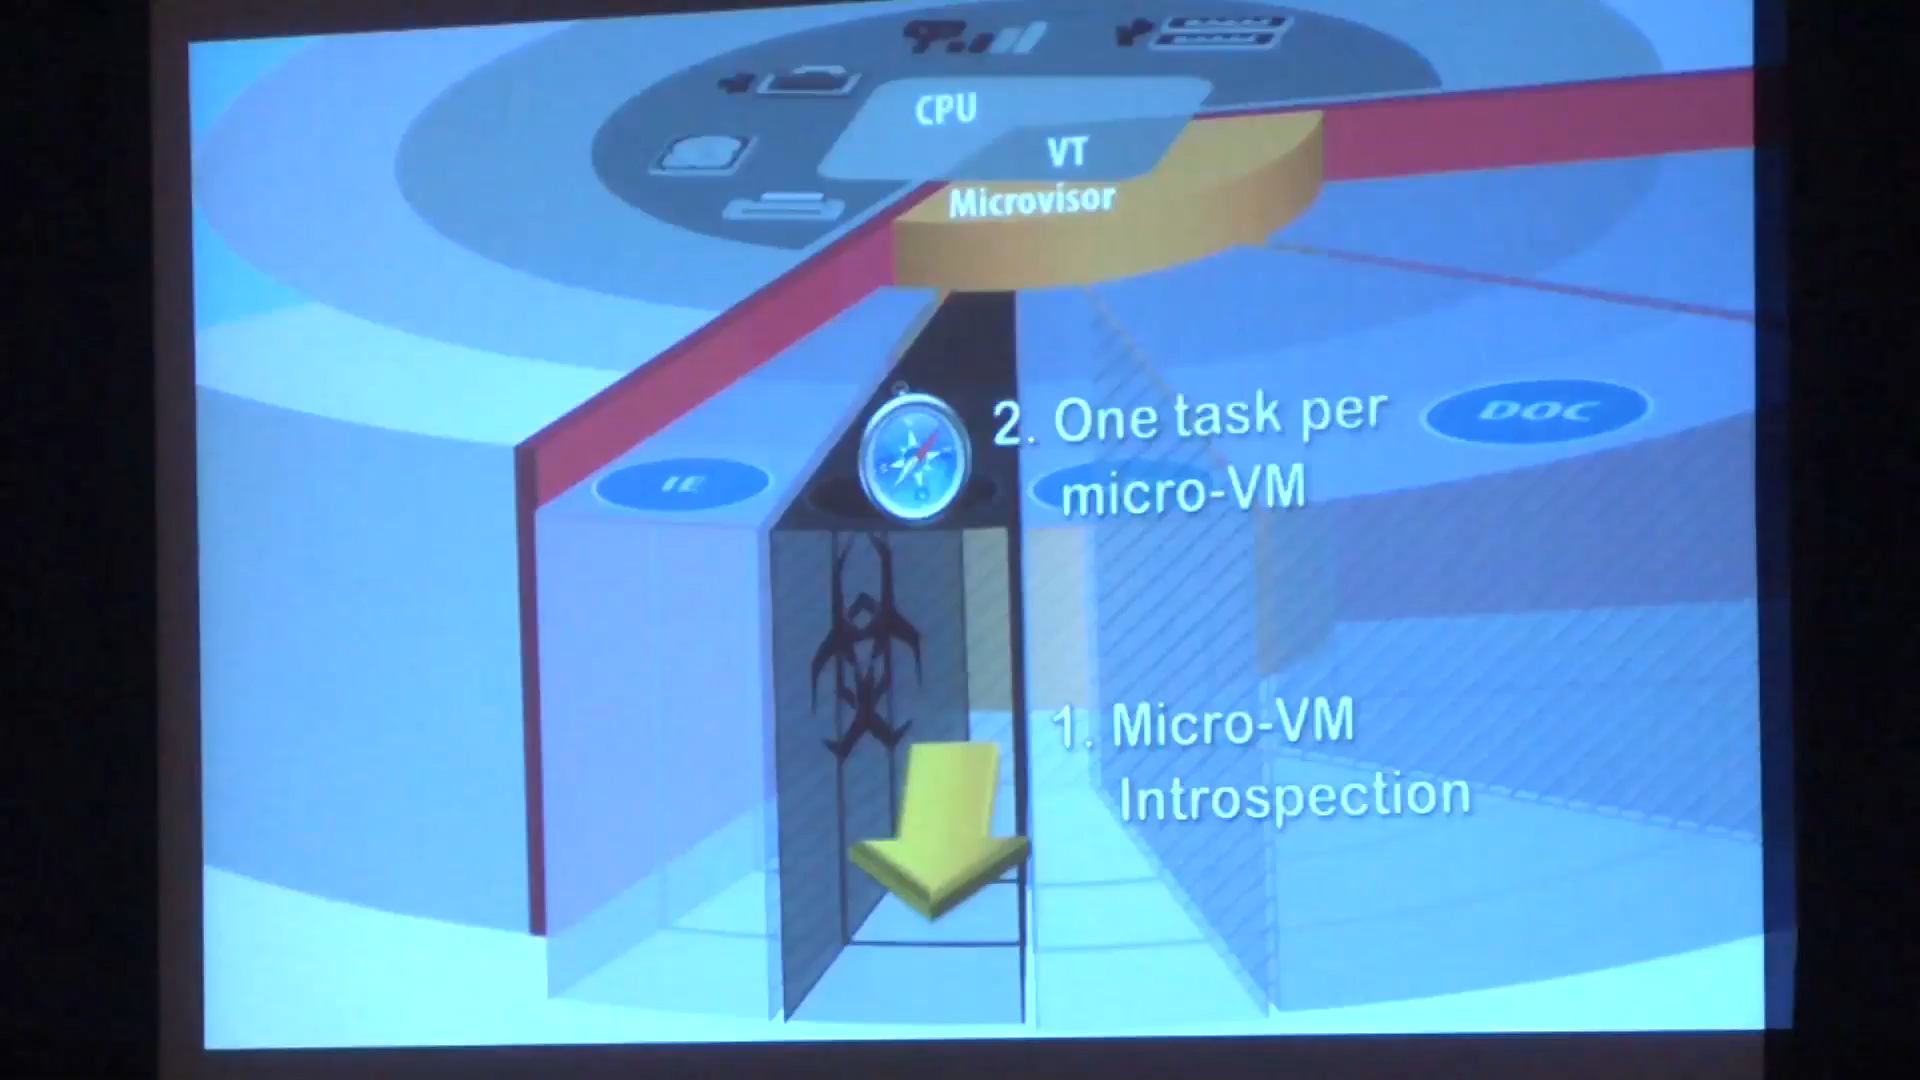 CPU
VT
Microvisor
2. One task per
micro-VM
DOC
IE
1. Micro-VM
Introspection